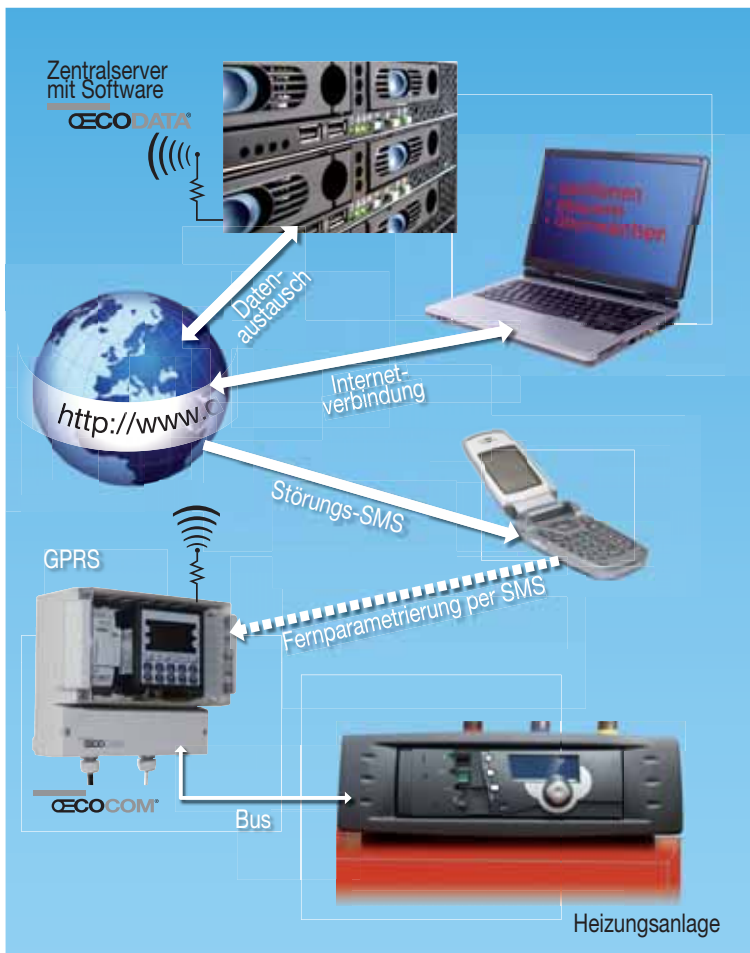 Zentralserver
mit Software
ŒCODATA®
Daten-
austausch
Internet-
verbindung
http://www.
Störungs-SMS
GPRS
Fernparametrierung per SMS
ŒCOCOM®
Bus
Heizungsanlage